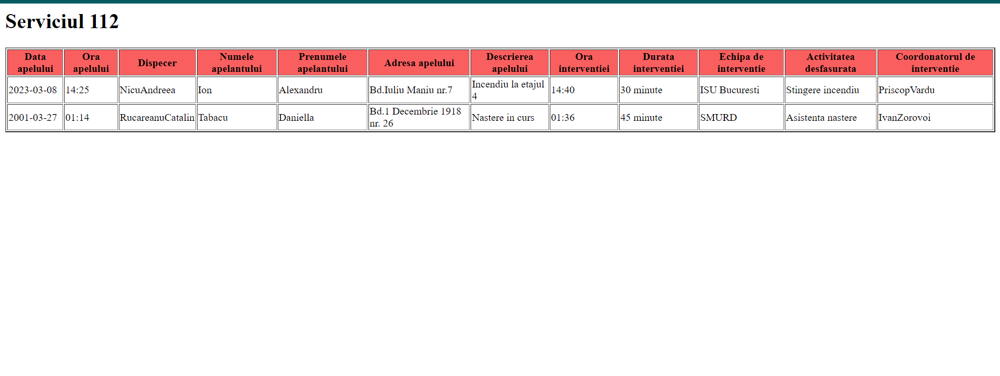 Serviciul 112
Data apelului | Ora apelului | Dispecer | Numele apelantului | Prenumele apelantului | Adresa apelului | Descrierea apelului | Ora interventiei | Durata interventiei | Echipa de interventie | Activitatea desfasurata | Coordonatorul de interventie
2023-03-08 | 14:25 | NicuAndreea | Ion | Alexandru | Bd.Iuliu Maniu nr.7 | Incendiu la etajul 4 | 14:40 | 30 minute | ISU Bucuresti | Stingere incendiu | PriscopVardu
2001-03-27 | 01:14 | RucareanuCatalin | Tabacu | Daniella | Bd.1 Decembrie 1918 nr. 26 | Nastere in curs | 01:36 | 45 minute | SMURD | Asistenta nastere | IvanZorovoi